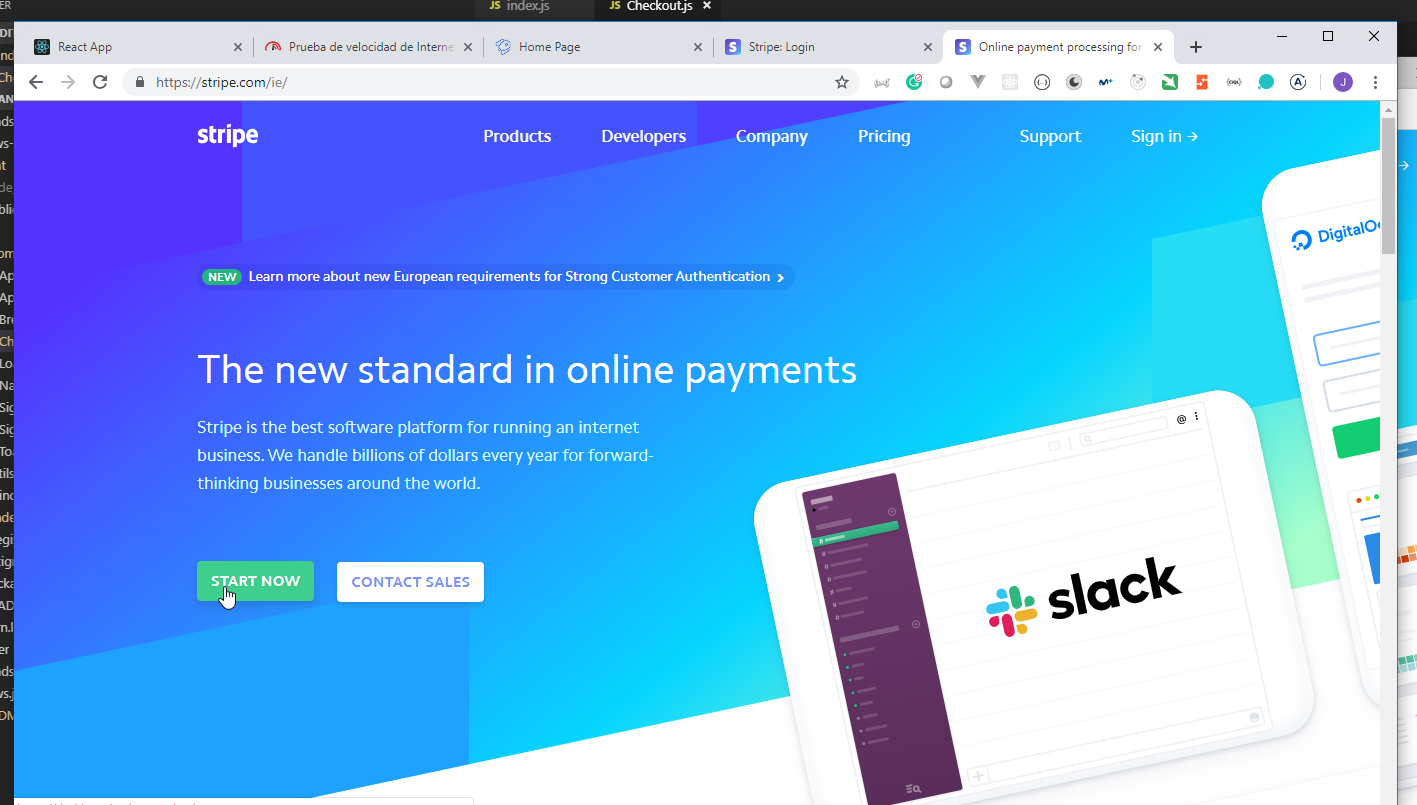 index.js
Checkout.js
React App
Prueba de velocidad de Interne
Home Page
Stripe: Login
Online payment processing for
https://stripe.com/ie/
J
stripe
Products
Developers
Company
Pricing
Support
Sign in →
DigitalOc
NEW Learn more about new European requirements for Strong Customer Authentication
The new standard in online payments
Stripe is the best software platform for running an internet
business. We handle billions of dollars every year for forward-
thinking businesses around the world.
START NOW
CONTACT SALES
slack